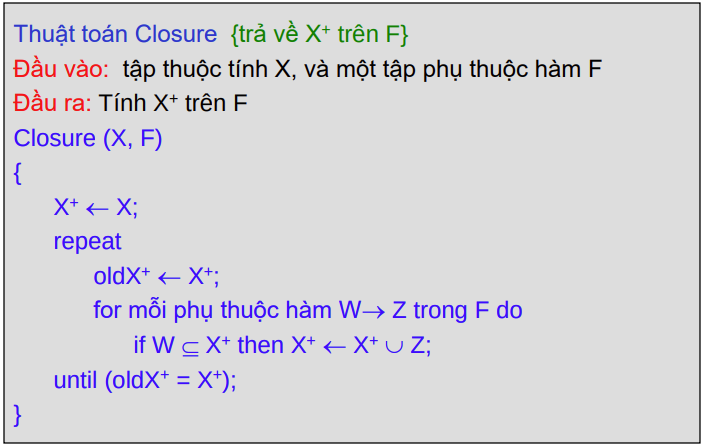 Thuật toán Closure {trả về X⁺ trên F}
Đầu vào: tập thuộc tính X, và một tập phụ thuộc hàm F
Đầu ra: Tính X⁺ trên F
Closure (X, F)
{
X⁺ ← X;
repeat
oldX⁺ ← X⁺;
for mỗi phụ thuộc hàm W→ Z trong F do
if W ⊆ X⁺ then X⁺ ← X⁺ ∪ Z;
until (oldX⁺ = X⁺);
}